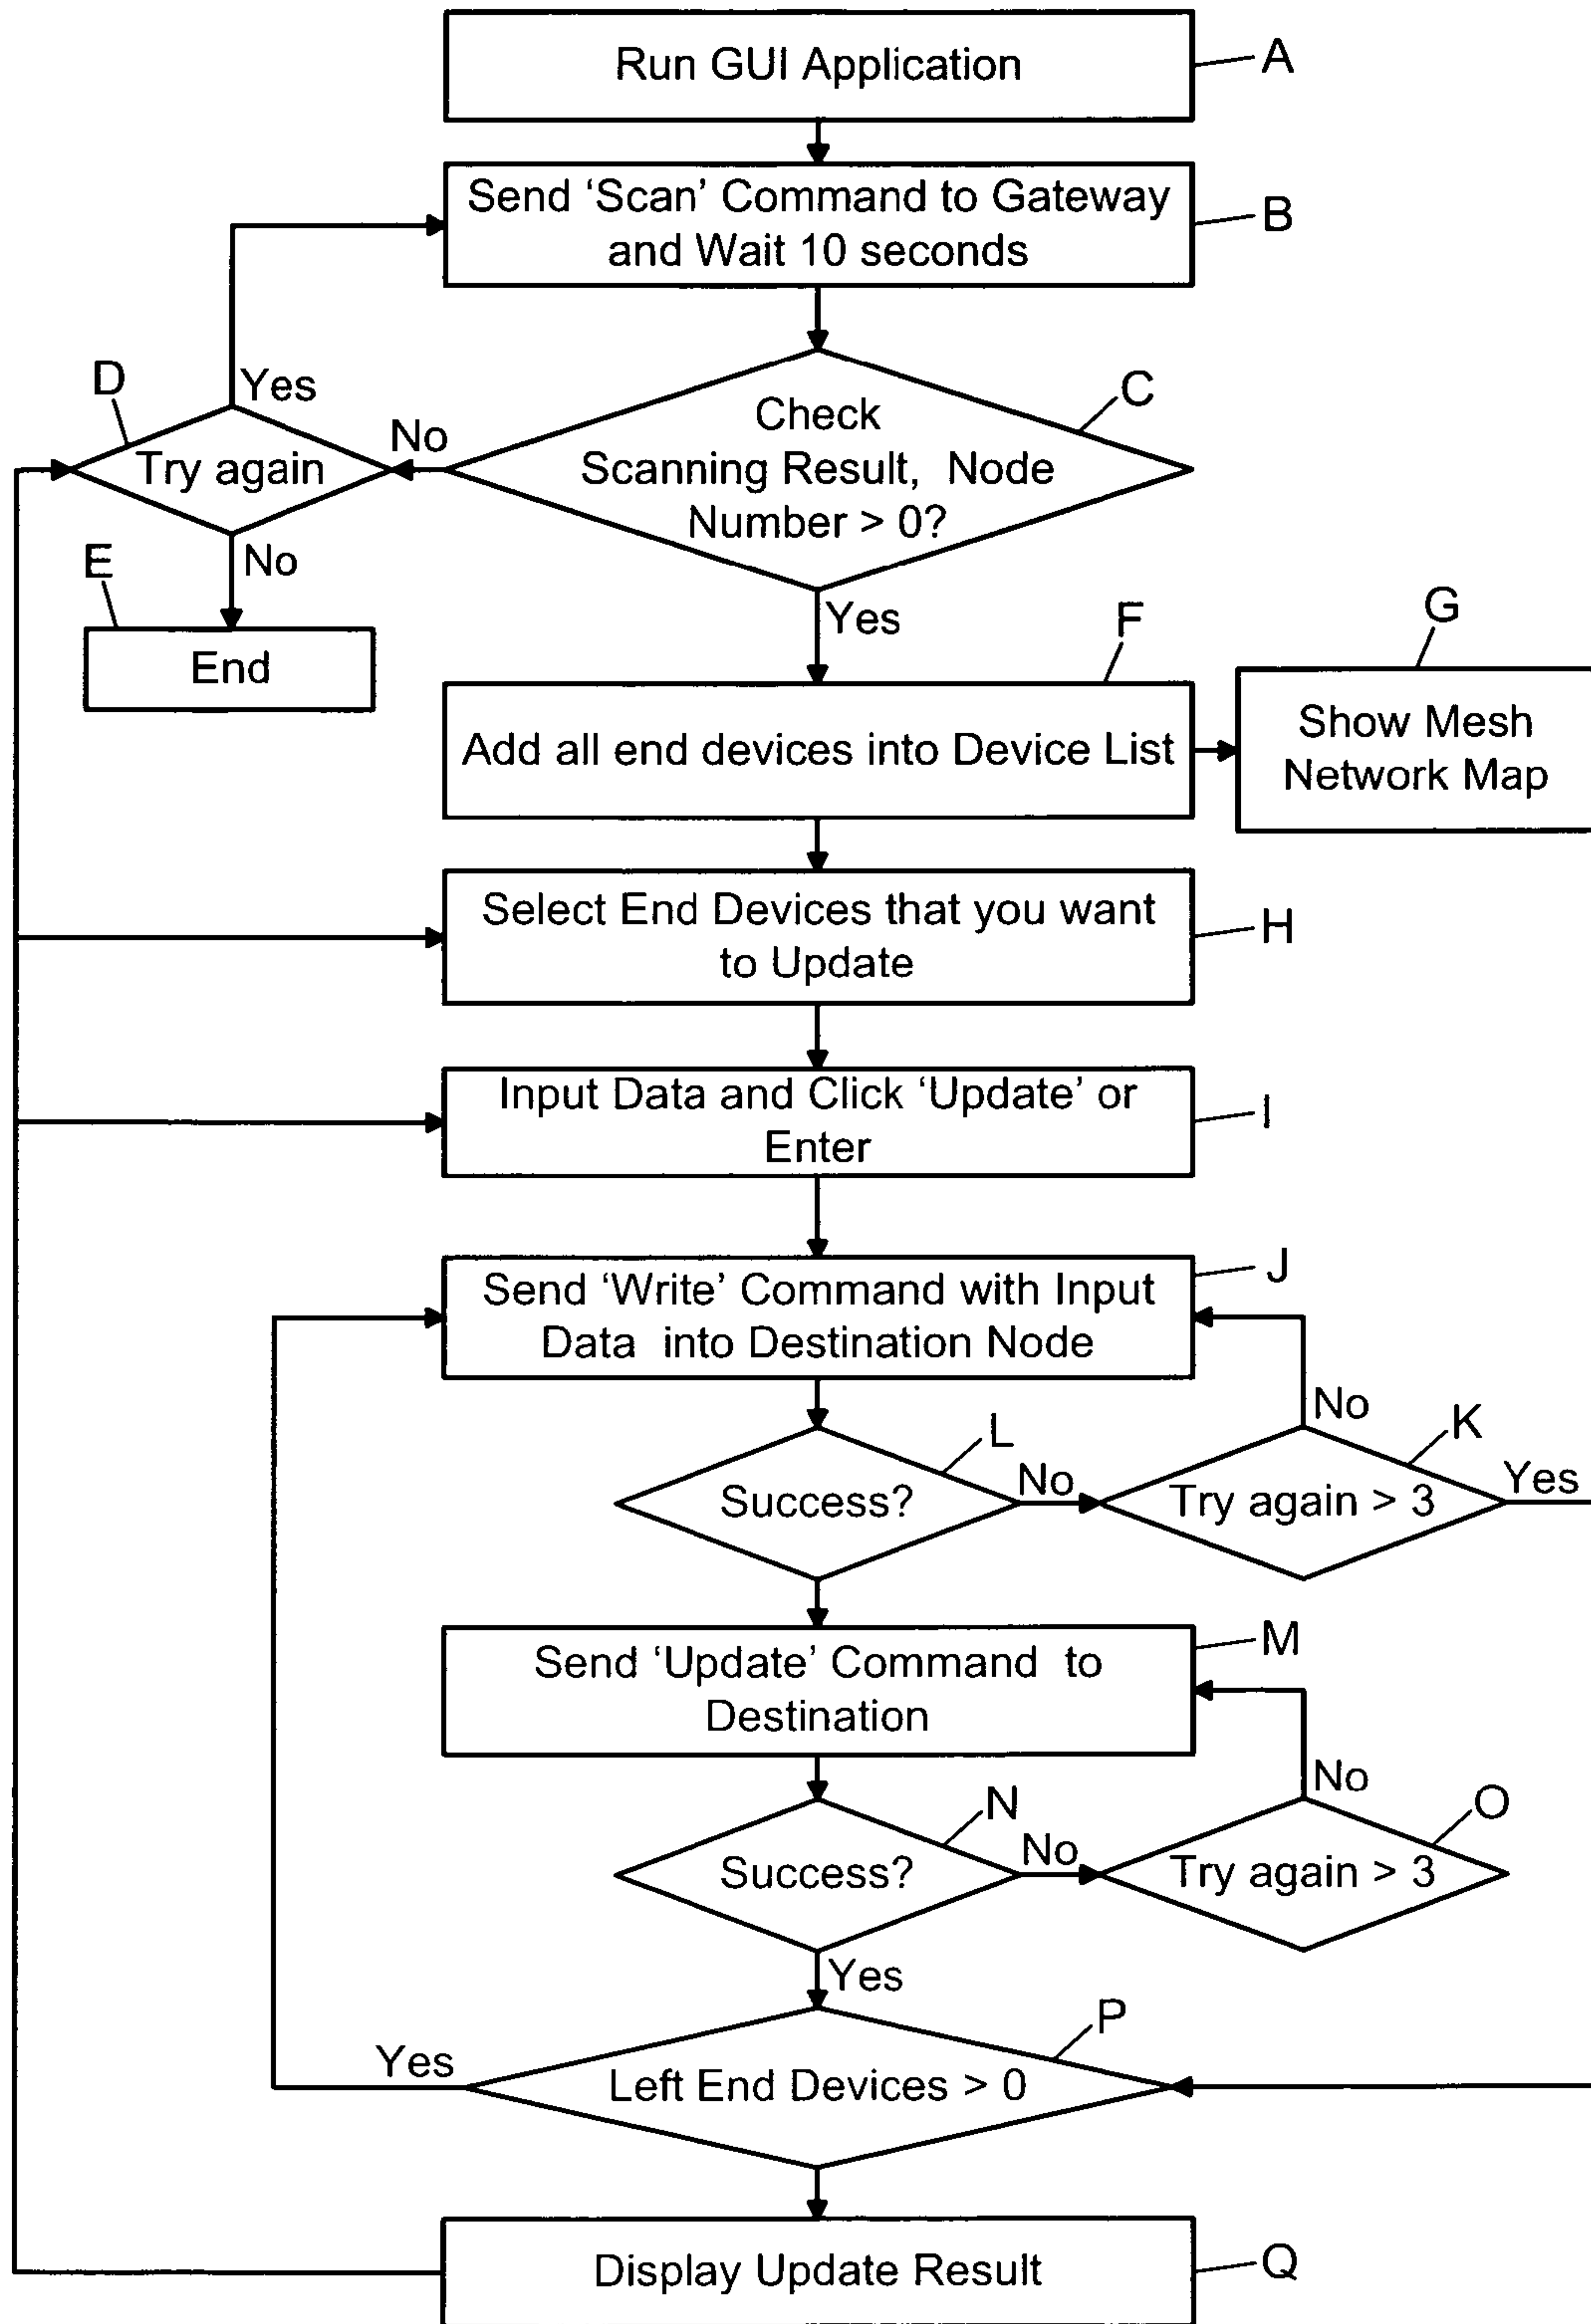 Run GUI Application
A
Send ‘Scan’ Command to Gateway
and Wait 10 seconds
B
D
Yes
Try again
No
Check
Scanning Result, Node
Number > 0?
C
No
E
End
Yes
F
Add all end devices into Device List
G
Show Mesh
Network Map
Select End Devices that you want
to Update
H
Input Data and Click ‘Update’ or
Enter
I
Send ‘Write’ Command with Input
Data into Destination Node
J
No
L
K
Success?
No
Try again > 3
Yes
Send ‘Update’ Command to
Destination
M
No
N
O
Success?
No
Try again > 3
Yes
P
Yes
Left End Devices > 0
Display Update Result
Q